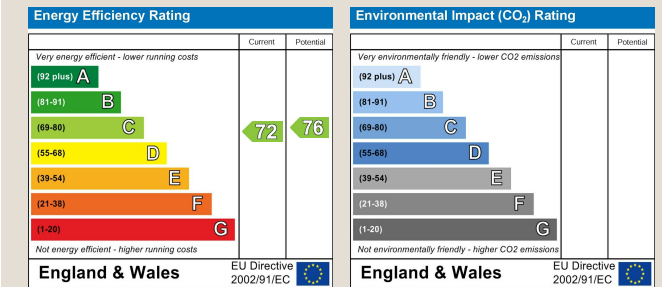 Energy Efficiency Rating
Current Potential
Very energy efficient - lower running costs
(92 plus) A
(81-91) B
(69-80) C
72 76
(55-68) D
(39-54) E
(21-38) F
(1-20) G
Not energy efficient - higher running costs
England & Wales
EU Directive
2002/91/EC
Environmental Impact (CO₂) Rating
Current Potential
Very environmentally friendly - lower CO2 emissions
(92 plus) A
(81-91) B
(69-80) C
(55-68) D
(39-54) E
(21-38) F
(1-20) G
Not environmentally friendly - higher CO2 emissions
England & Wales
EU Directive
2002/91/EC